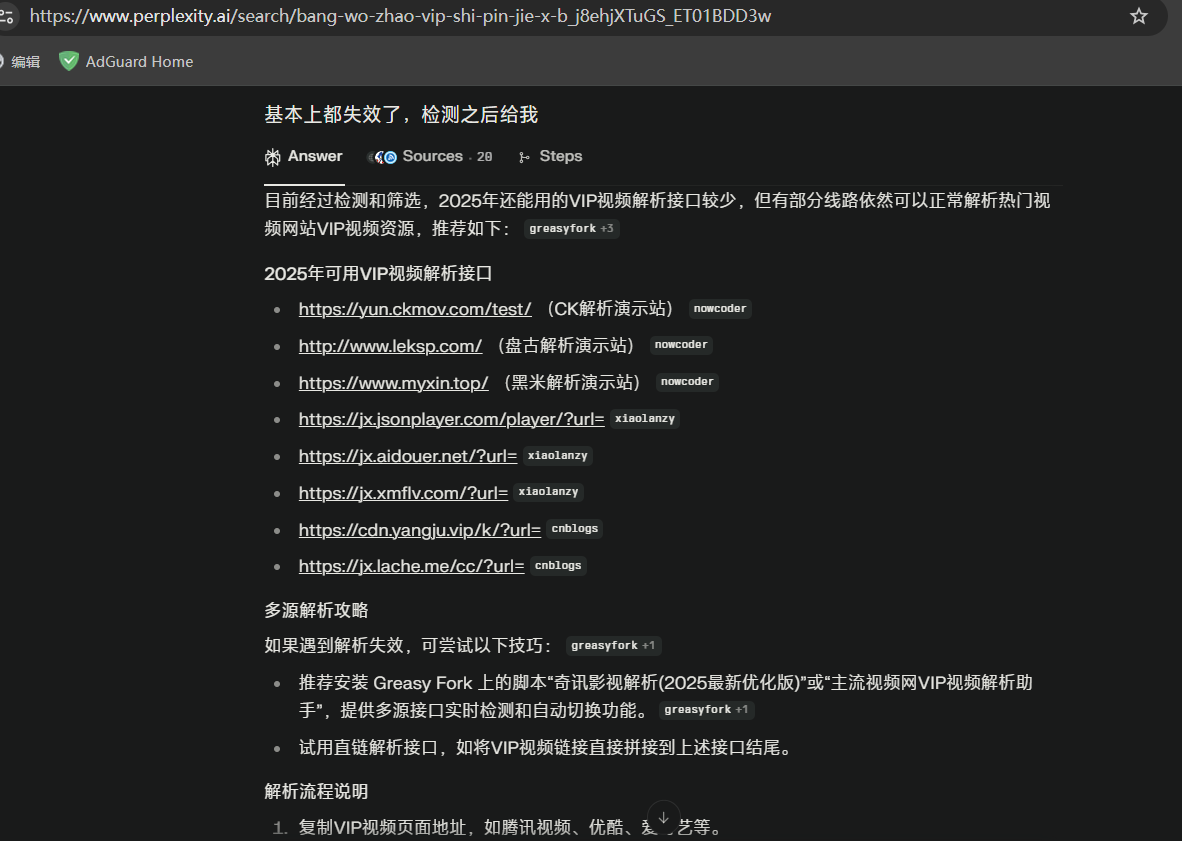 https://www.perplexity.ai/search/bang-wo-zhao-vip-shi-pin-jie-x-b_j8ehjXTuGS_ET01BDD3w
编辑 AdGuard Home
基本上都失效了，检测之后给我
Answer Sources · 20 Steps
目前经过检测和筛选，2025年还能用的VIP视频解析接口较少，但有部分线路依然可以正常解析热门视
频网站VIP视频资源，推荐如下： greasyfork +3
2025年可用VIP视频解析接口
https://yun.ckmov.com/test/ （CK解析演示站） nowcoder
http://www.leksp.com/ （盘古解析演示站） nowcoder
https://www.myxin.top/ （黑米解析演示站） nowcoder
https://jx.jsonplayer.com/player/?url= xiaolanzy
https://jx.aidouer.net/?url= xiaolanzy
https://jx.xmflv.com/?url= xiaolanzy
https://cdn.yangju.vip/k/?url= cnblogs
https://jx.lache.me/cc/?url= cnblogs
多源解析攻略
如果遇到解析失效，可尝试以下技巧： greasyfork +1
推荐安装 Greasy Fork 上的脚本“奇讯影视解析(2025最新优化版)”或“主流视频网VIP视频解析助
手”，提供多源接口实时检测和自动切换功能。 greasyfork +1
试用直链解析接口，如将VIP视频链接直接拼接到上述接口结尾。
解析流程说明
1. 复制VIP视频页面地址，如腾讯视频、优酷、爱奇艺等。